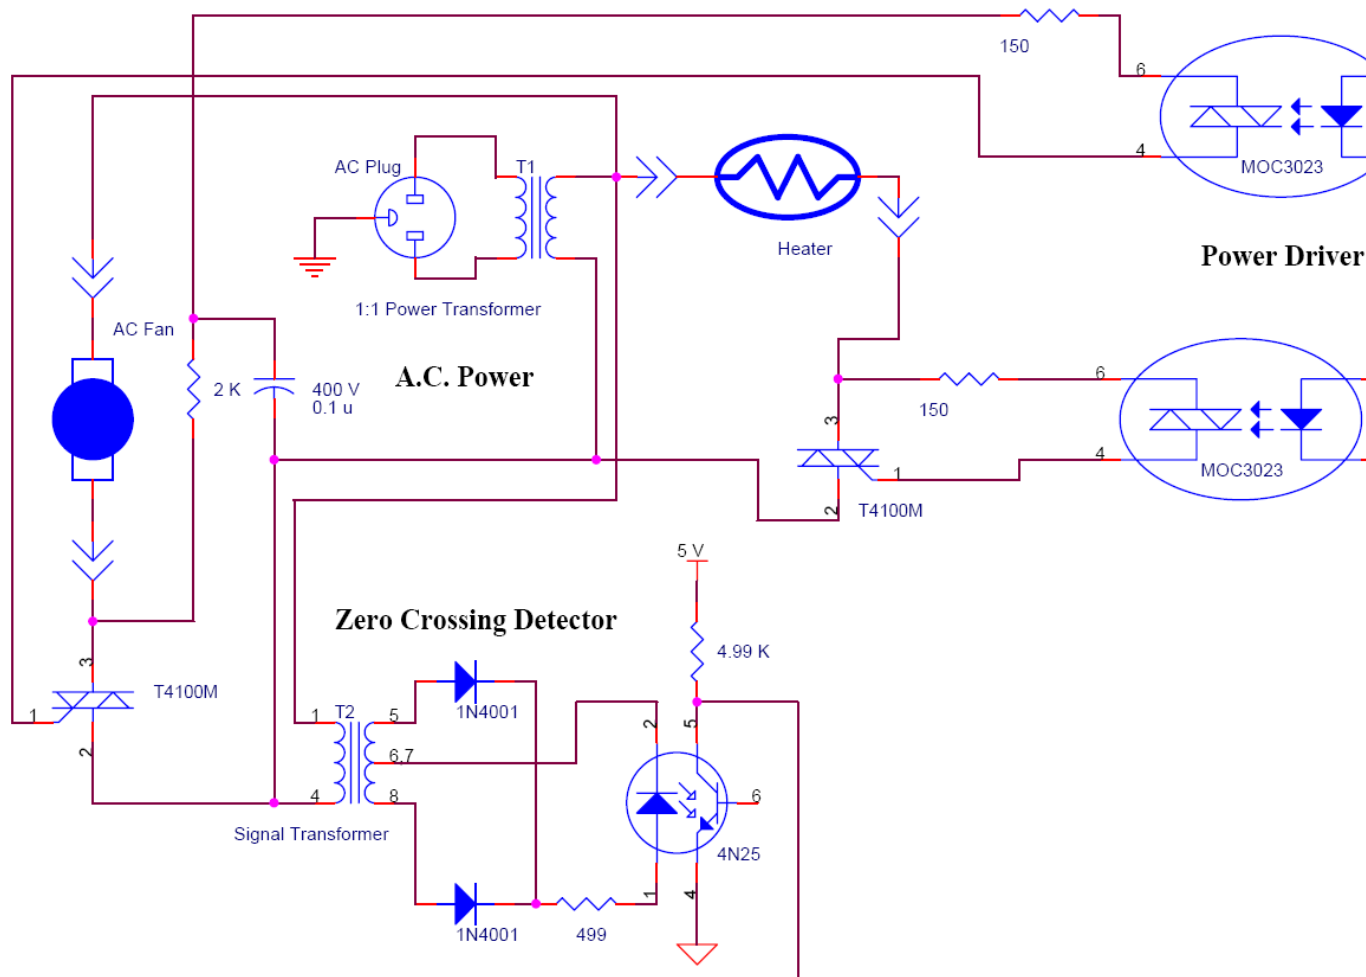 150
6
4
MOC3023
AC Plug
T1
Heater
Power Driver
1:1 Power Transformer
AC Fan
A.C. Power
2 K
400 V
0.1 u
150
6
4
MOC3023
3
1
2
T4100M
5 V
Zero Crossing Detector
4.99 K
3
T4100M
1
2
T2
1
4
5
6,7
8
1N4001
2
5
6
4N25
1
4
Signal Transformer
1N4001
499